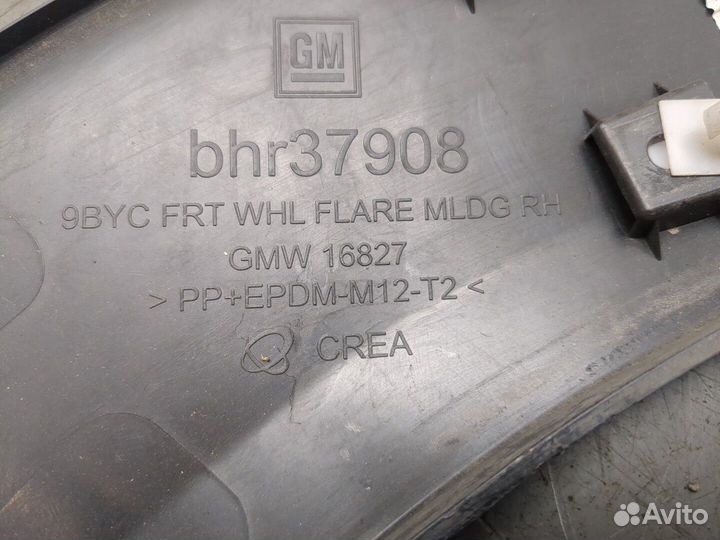 GM
bhr37908
9BYC FRT WHL FLARE MLDG RH
GMW 16827
> PP+EPDM-M12-T2 <
CREA
Avito